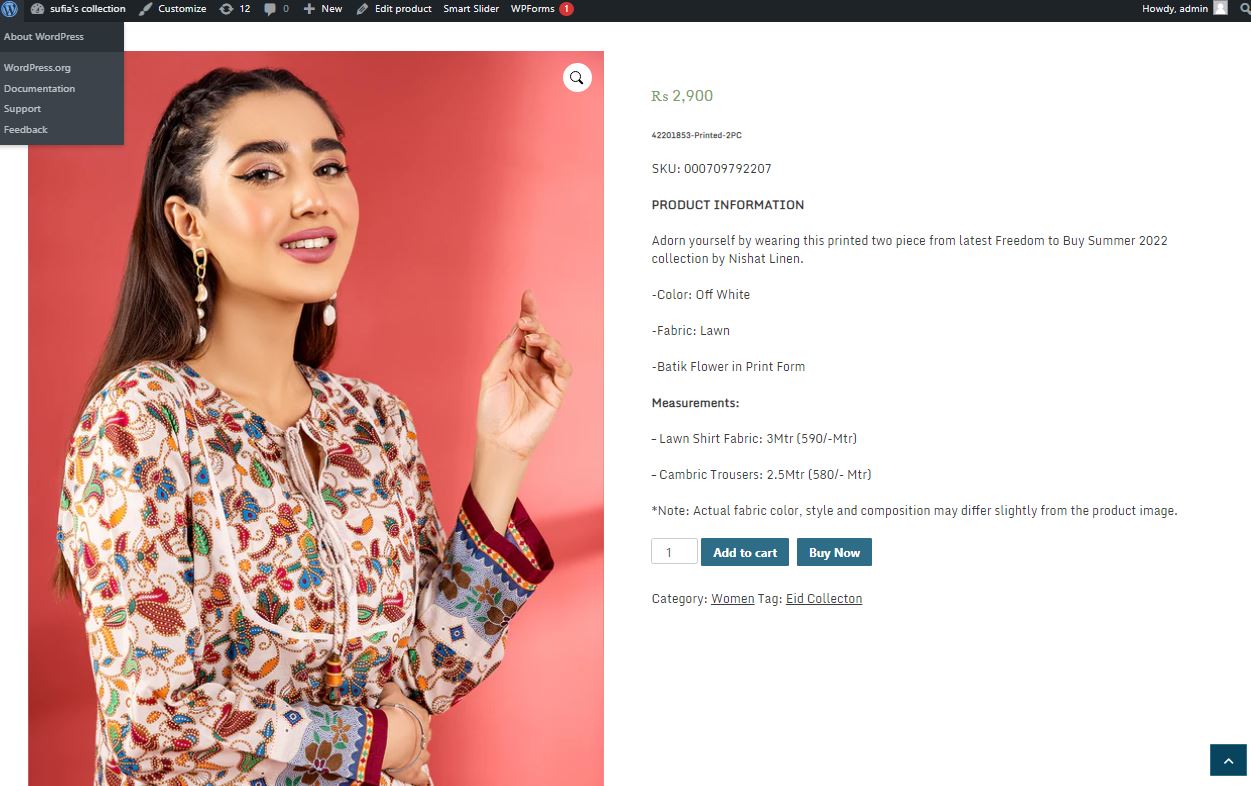 sufia's collection Customize 12 0 New Edit product Smart Slider WPForms 1 Howdy, admin
About WordPress
WordPress.org
Documentation
Support
Feedback
Rs 2,900
42201853-Printed-2PC
SKU: 000709792207
PRODUCT INFORMATION
Adorn yourself by wearing this printed two piece from latest Freedom to Buy Summer 2022
collection by Nishat Linen.
-Color: Off White
-Fabric: Lawn
-Batik Flower in Print Form
Measurements:
– Lawn Shirt Fabric: 3Mtr (590/-Mtr)
– Cambric Trousers: 2.5Mtr (580/- Mtr)
*Note: Actual fabric color, style and composition may differ slightly from the product image.
1 Add to cart Buy Now
Category: Women Tag: Eid Collecton